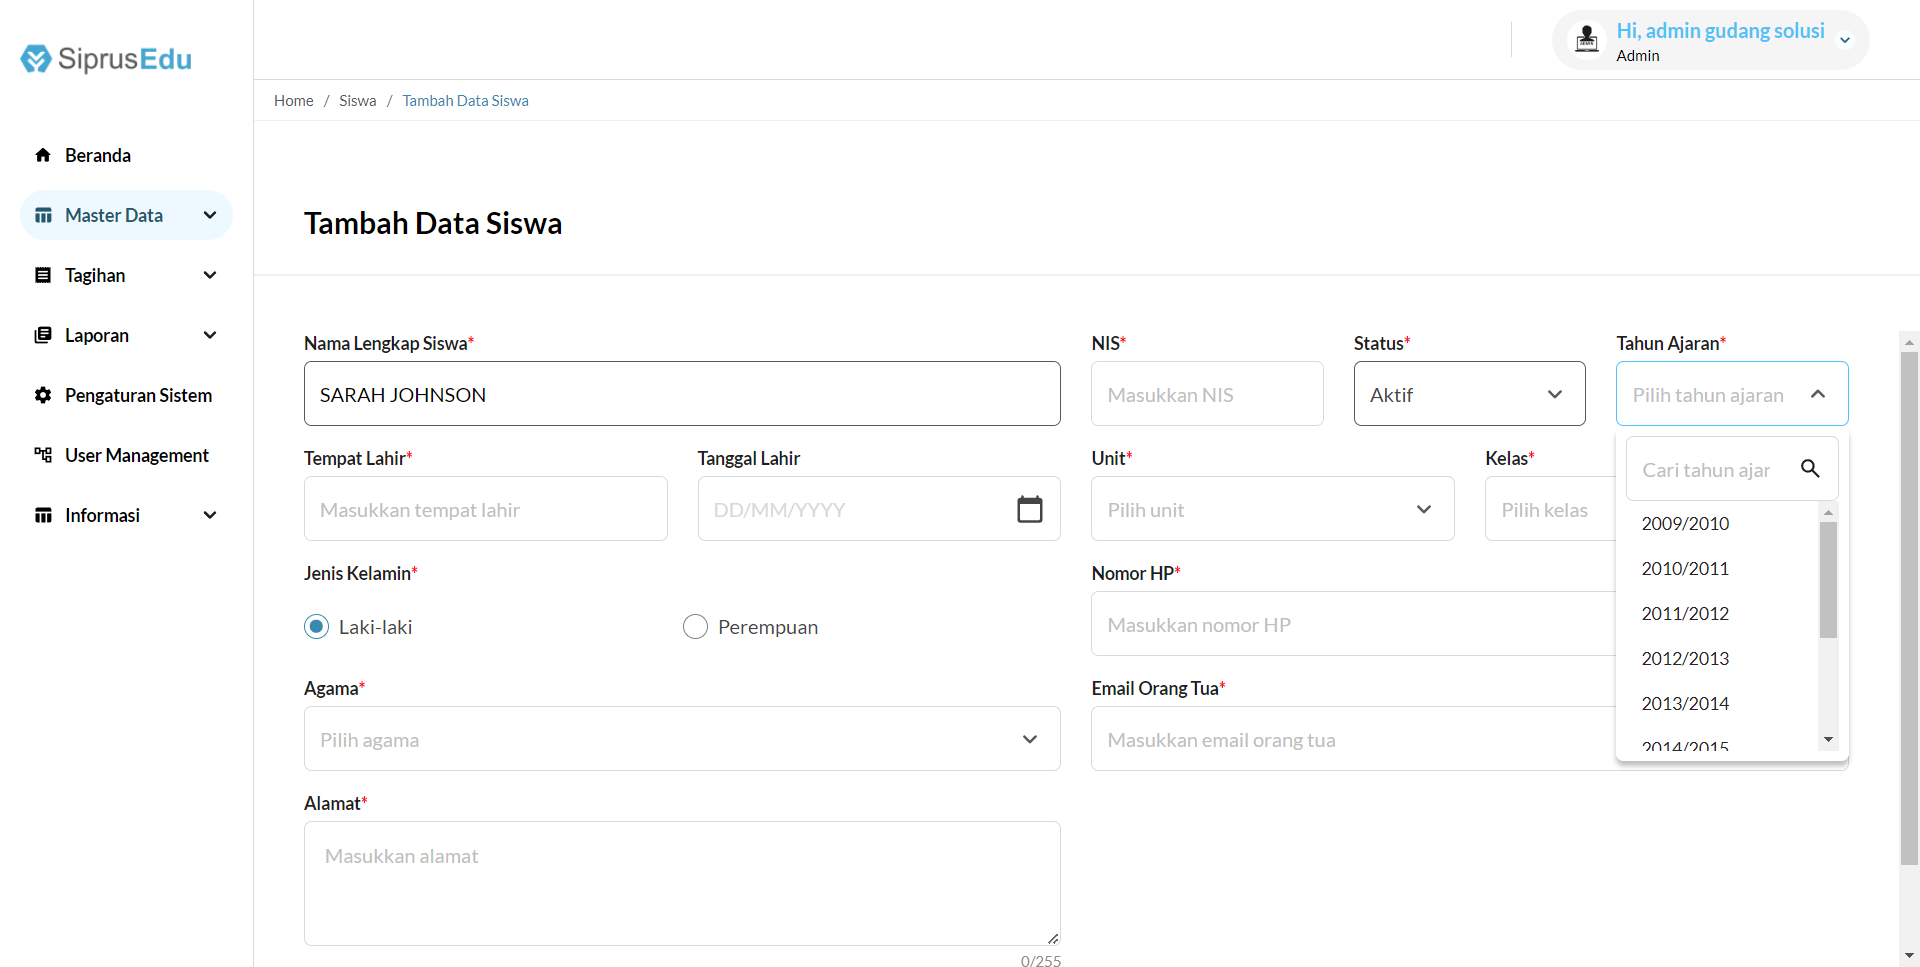 SiprusEdu
Hi, admin gudang solusi
Admin
Home / Siswa / Tambah Data Siswa
Beranda
Master Data
Tagihan
Laporan
Pengaturan Sistem
User Management
Informasi
Tambah Data Siswa
Nama Lengkap Siswa*
SARAH JOHNSON
NIS*
Masukkan NIS
Status*
Aktif
Tahun Ajaran*
Pilih tahun ajaran
Cari tahun ajar
2009/2010
2010/2011
2011/2012
2012/2013
2013/2014
2014/2015
Tempat Lahir*
Masukkan tempat lahir
Tanggal Lahir
DD/MM/YYYY
Unit*
Pilih unit
Kelas*
Pilih kelas
Jenis Kelamin*
Laki-laki
Perempuan
Nomor HP*
Masukkan nomor HP
Agama*
Pilih agama
Email Orang Tua*
Masukkan email orang tua
Alamat*
Masukkan alamat
0/255